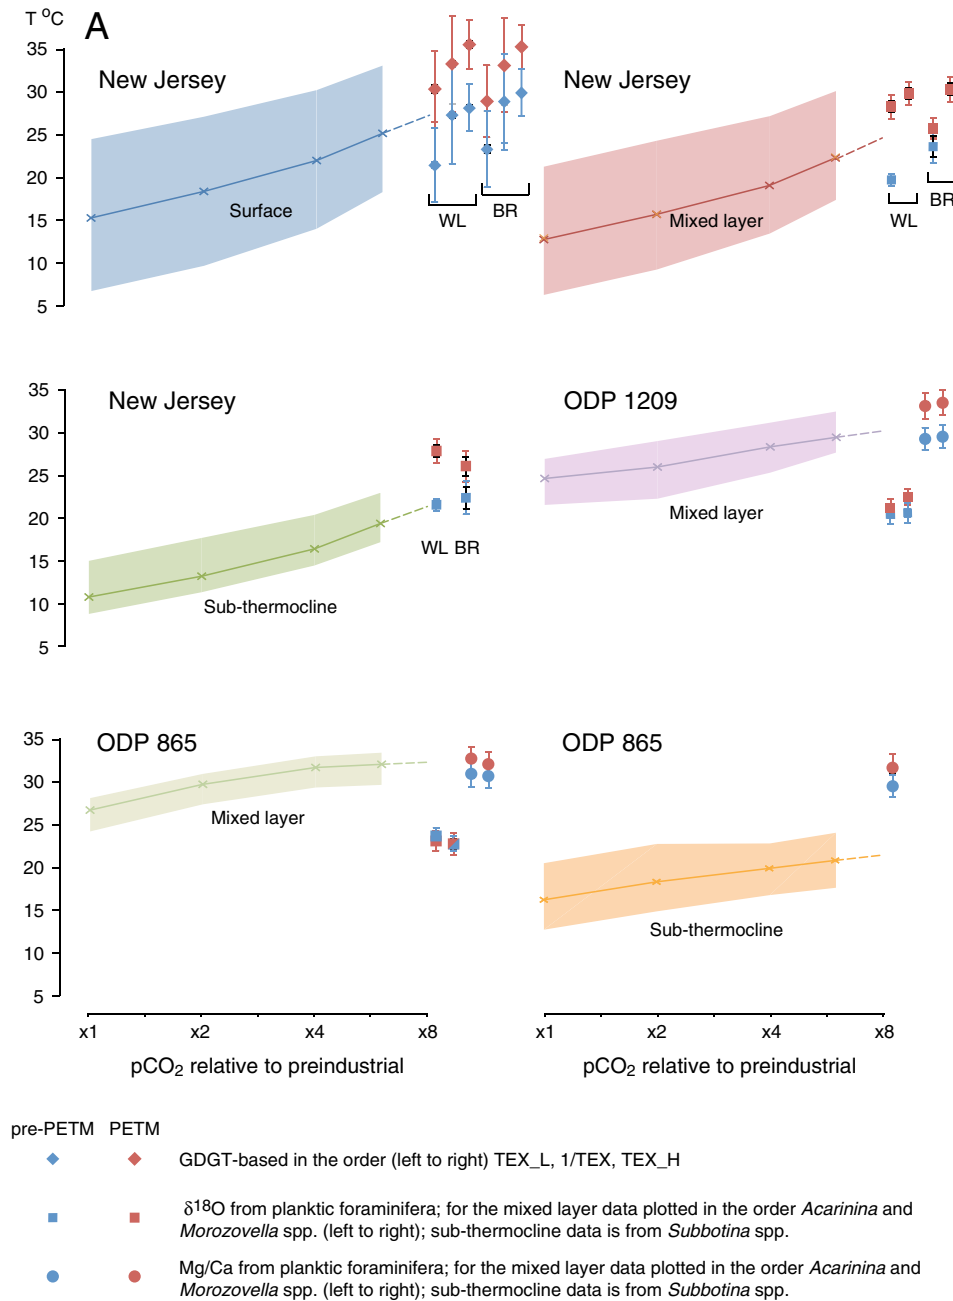 T °C
A
35
30
25
20
15
10
5
New Jersey
Surface
WL
BR
New Jersey
Mixed layer
WL
BR
35
30
25
20
15
10
5
New Jersey
Sub-thermocline
WL BR
ODP 1209
Mixed layer
35
30
25
20
15
10
5
ODP 865
Mixed layer
ODP 865
Sub-thermocline
x1 x2 x4 x8
pCO₂ relative to preindustrial
x1 x2 x4 x8
pCO₂ relative to preindustrial
pre-PETM PETM
GDGT-based in the order (left to right) TEX_L, 1/TEX, TEX_H
δ¹⁸O from planktic foraminifera; for the mixed layer data plotted in the order Acarinina and
Morozovella spp. (left to right); sub-thermocline data is from Subbotina spp.
Mg/Ca from planktic foraminifera; for the mixed layer data plotted in the order Acarinina and
Morozovella spp. (left to right); sub-thermocline data is from Subbotina spp.